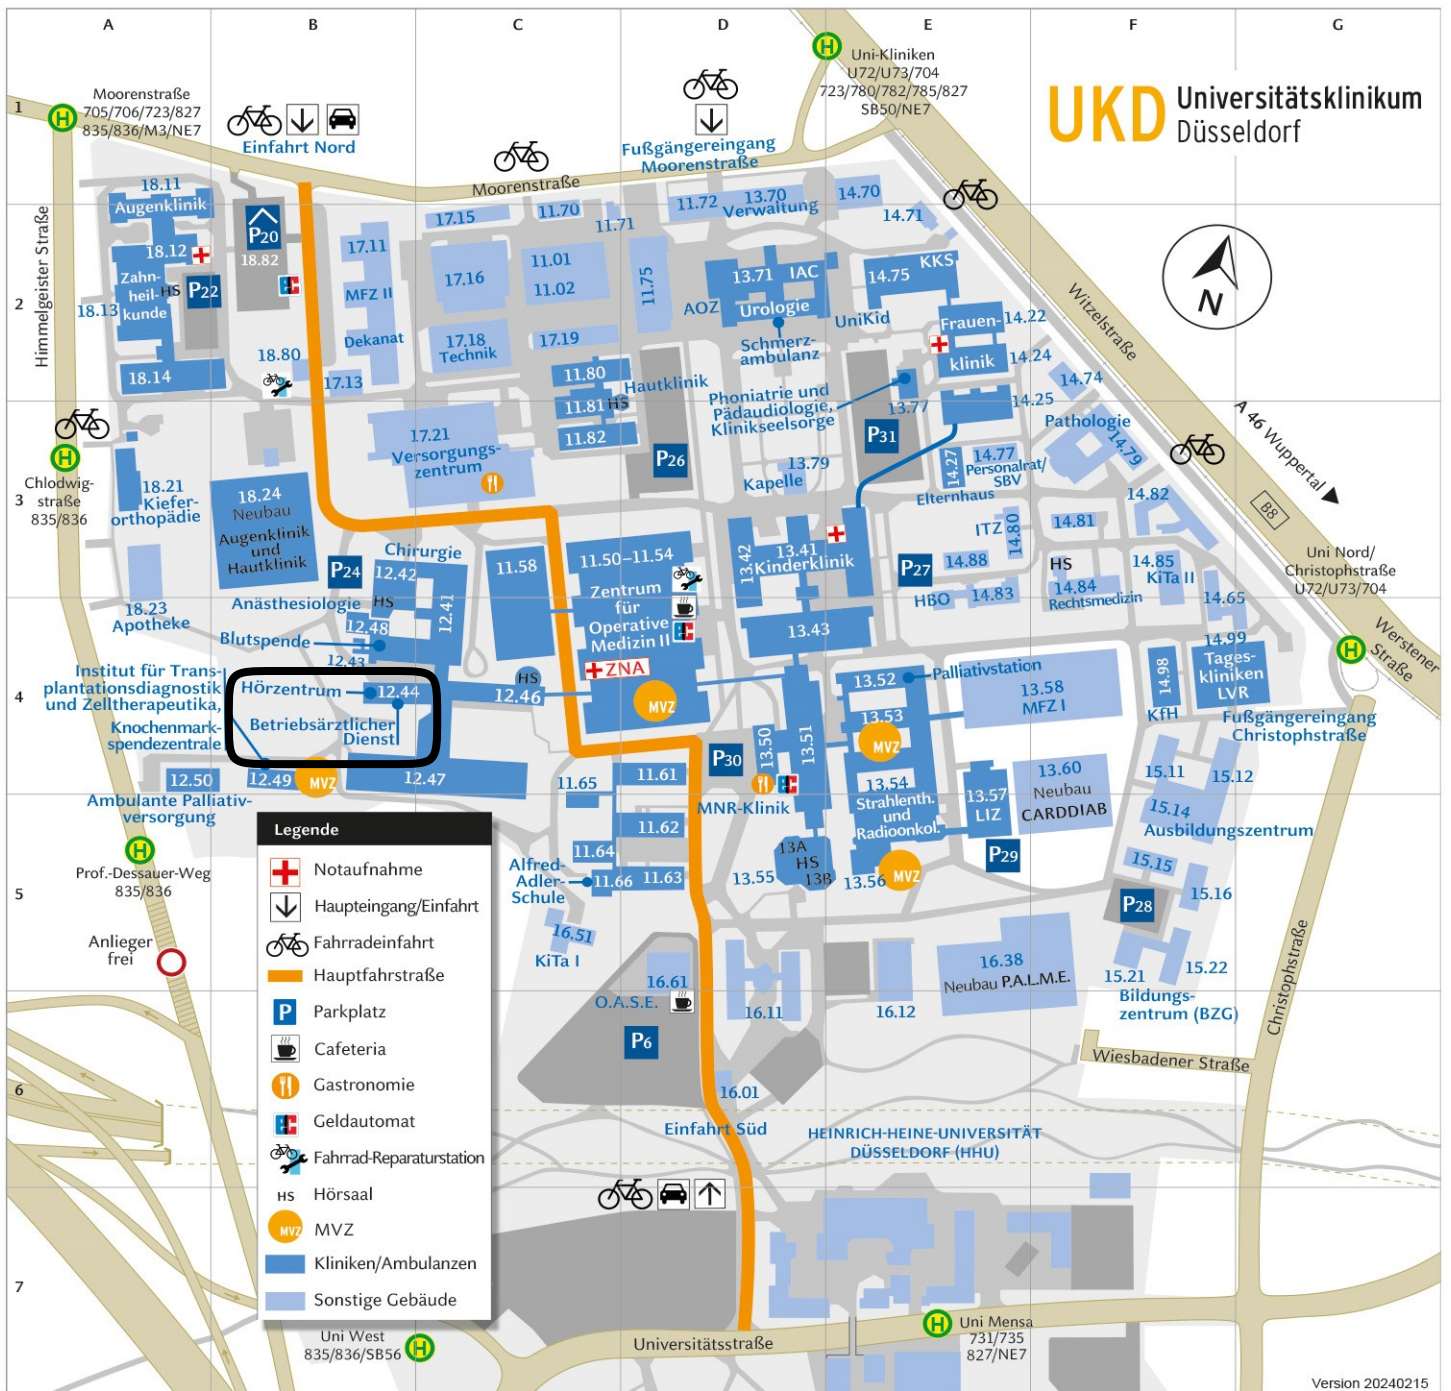 A
B
C
D
E
F
G
1
2
3
4
5
6
7
UKD Universitätsklinikum
Düsseldorf
Moorenstraße
705/706/723/827
835/836/M3/NE7
Einfahrt Nord
Moorenstraße
Fußgängereingang
Moorenstraße
Uni-Kliniken
U72/U73/704
723/780/782/785/827
SB50/NE7
Himmelgeister Straße
18.11
Augenklinik
18.12
Zahn-
heil-
kunde
HS
P22
18.13
18.14
P20
18.82
18.80
17.11
MFZ II
Dekanat
17.13
17.15
17.16
17.18
Technik
11.70
11.71
11.01
11.02
17.19
11.75
11.72
13.70
Verwaltung
14.70
14.71
13.71
IAC
Urologie
AOZ
Schmerz-
ambulanz
UniKid
14.75
KKS
Frauen-
klinik
14.22
14.24
14.25
14.74
Witzelstraße
N
11.80
Hautklinik
11.81
HS
11.82
P26
Phoniatrie und
Pädaudiologie,
Klinikseelsorge
13.77
P31
13.79
Kapelle
14.27
14.77
Personalrat/
SBV
Elternhaus
Pathologie
14.79
A 46 Wuppertal
B8
Chlodwig-
straße
835/836
18.21
Kiefer-
orthopädie
17.21
Versorgungs-
zentrum
18.24
Neubau
Augenklinik
und
Hautklinik
P24
Chirurgie
12.42
HS
12.41
Anästhesiologie
12.48
Blutspende
12.43
18.23
Apotheke
11.58
11.50–11.54
Zentrum
für
Operative
Medizin II
ZNA
MVZ
HS
12.46
13.42
13.41
Kinderklinik
13.43
P27
14.88
ITZ
14.80
HBO
14.83
14.81
14.82
HS
14.84
Rechtsmedizin
14.85
KiTa II
14.65
Uni Nord/
Christophstraße
U72/U73/704
H
Werstener
Straße
14.99
Tages-
kliniken
LVR
14.98
KfH
Fußgängereingang
Christophstraße
Institut für Trans-
plantationsdiagnostik
und Zelltherapeutika,
Knochenmark-
spendezentrale
Hörzentrum
12.44
Betriebsärztlicher
Dienst
12.50
12.49
MVZ
12.47
Ambulante Palliativ-
versorgung
13.52
Palliativstation
13.53
MVZ
13.58
MFZ I
13.50
13.51
P30
MNR-Klinik
13.54
Strahlenth.
und
Radioonkol.
13.57
LIZ
13.60
Neubau
CARDDIAB
P29
13A
HS
13B
13.55
13.56
MVZ
11.61
11.65
11.62
11.64
11.66
11.63
Alfred-
Adler-
Schule
16.51
KiTa I
15.11
15.12
15.14
Ausbildungszentrum
15.15
15.16
P28
15.21
15.22
Bildungs-
zentrum (BZG)
Christophstraße
Prof.-Dessauer-Weg
835/836
Anlieger
frei
16.61
O.A.S.E.
P6
16.11
16.12
16.38
Neubau P.A.L.M.E.
16.01
Einfahrt Süd
Wiesbadener Straße
HEINRICH-HEINE-UNIVERSITÄT
DÜSSELDORF (HHU)
Legende
Notaufnahme
Haupteingang/Einfahrt
Fahrradeinfahrt
Hauptfahrstraße
P Parkplatz
Cafeteria
Gastronomie
Geldautomat
Fahrrad-Reparaturstation
HS Hörsaal
MVZ MVZ
Kliniken/Ambulanzen
Sonstige Gebäude
Uni West
835/836/SB56
H
Universitätsstraße
H
Uni Mensa
731/735
827/NE7
Version 20240215